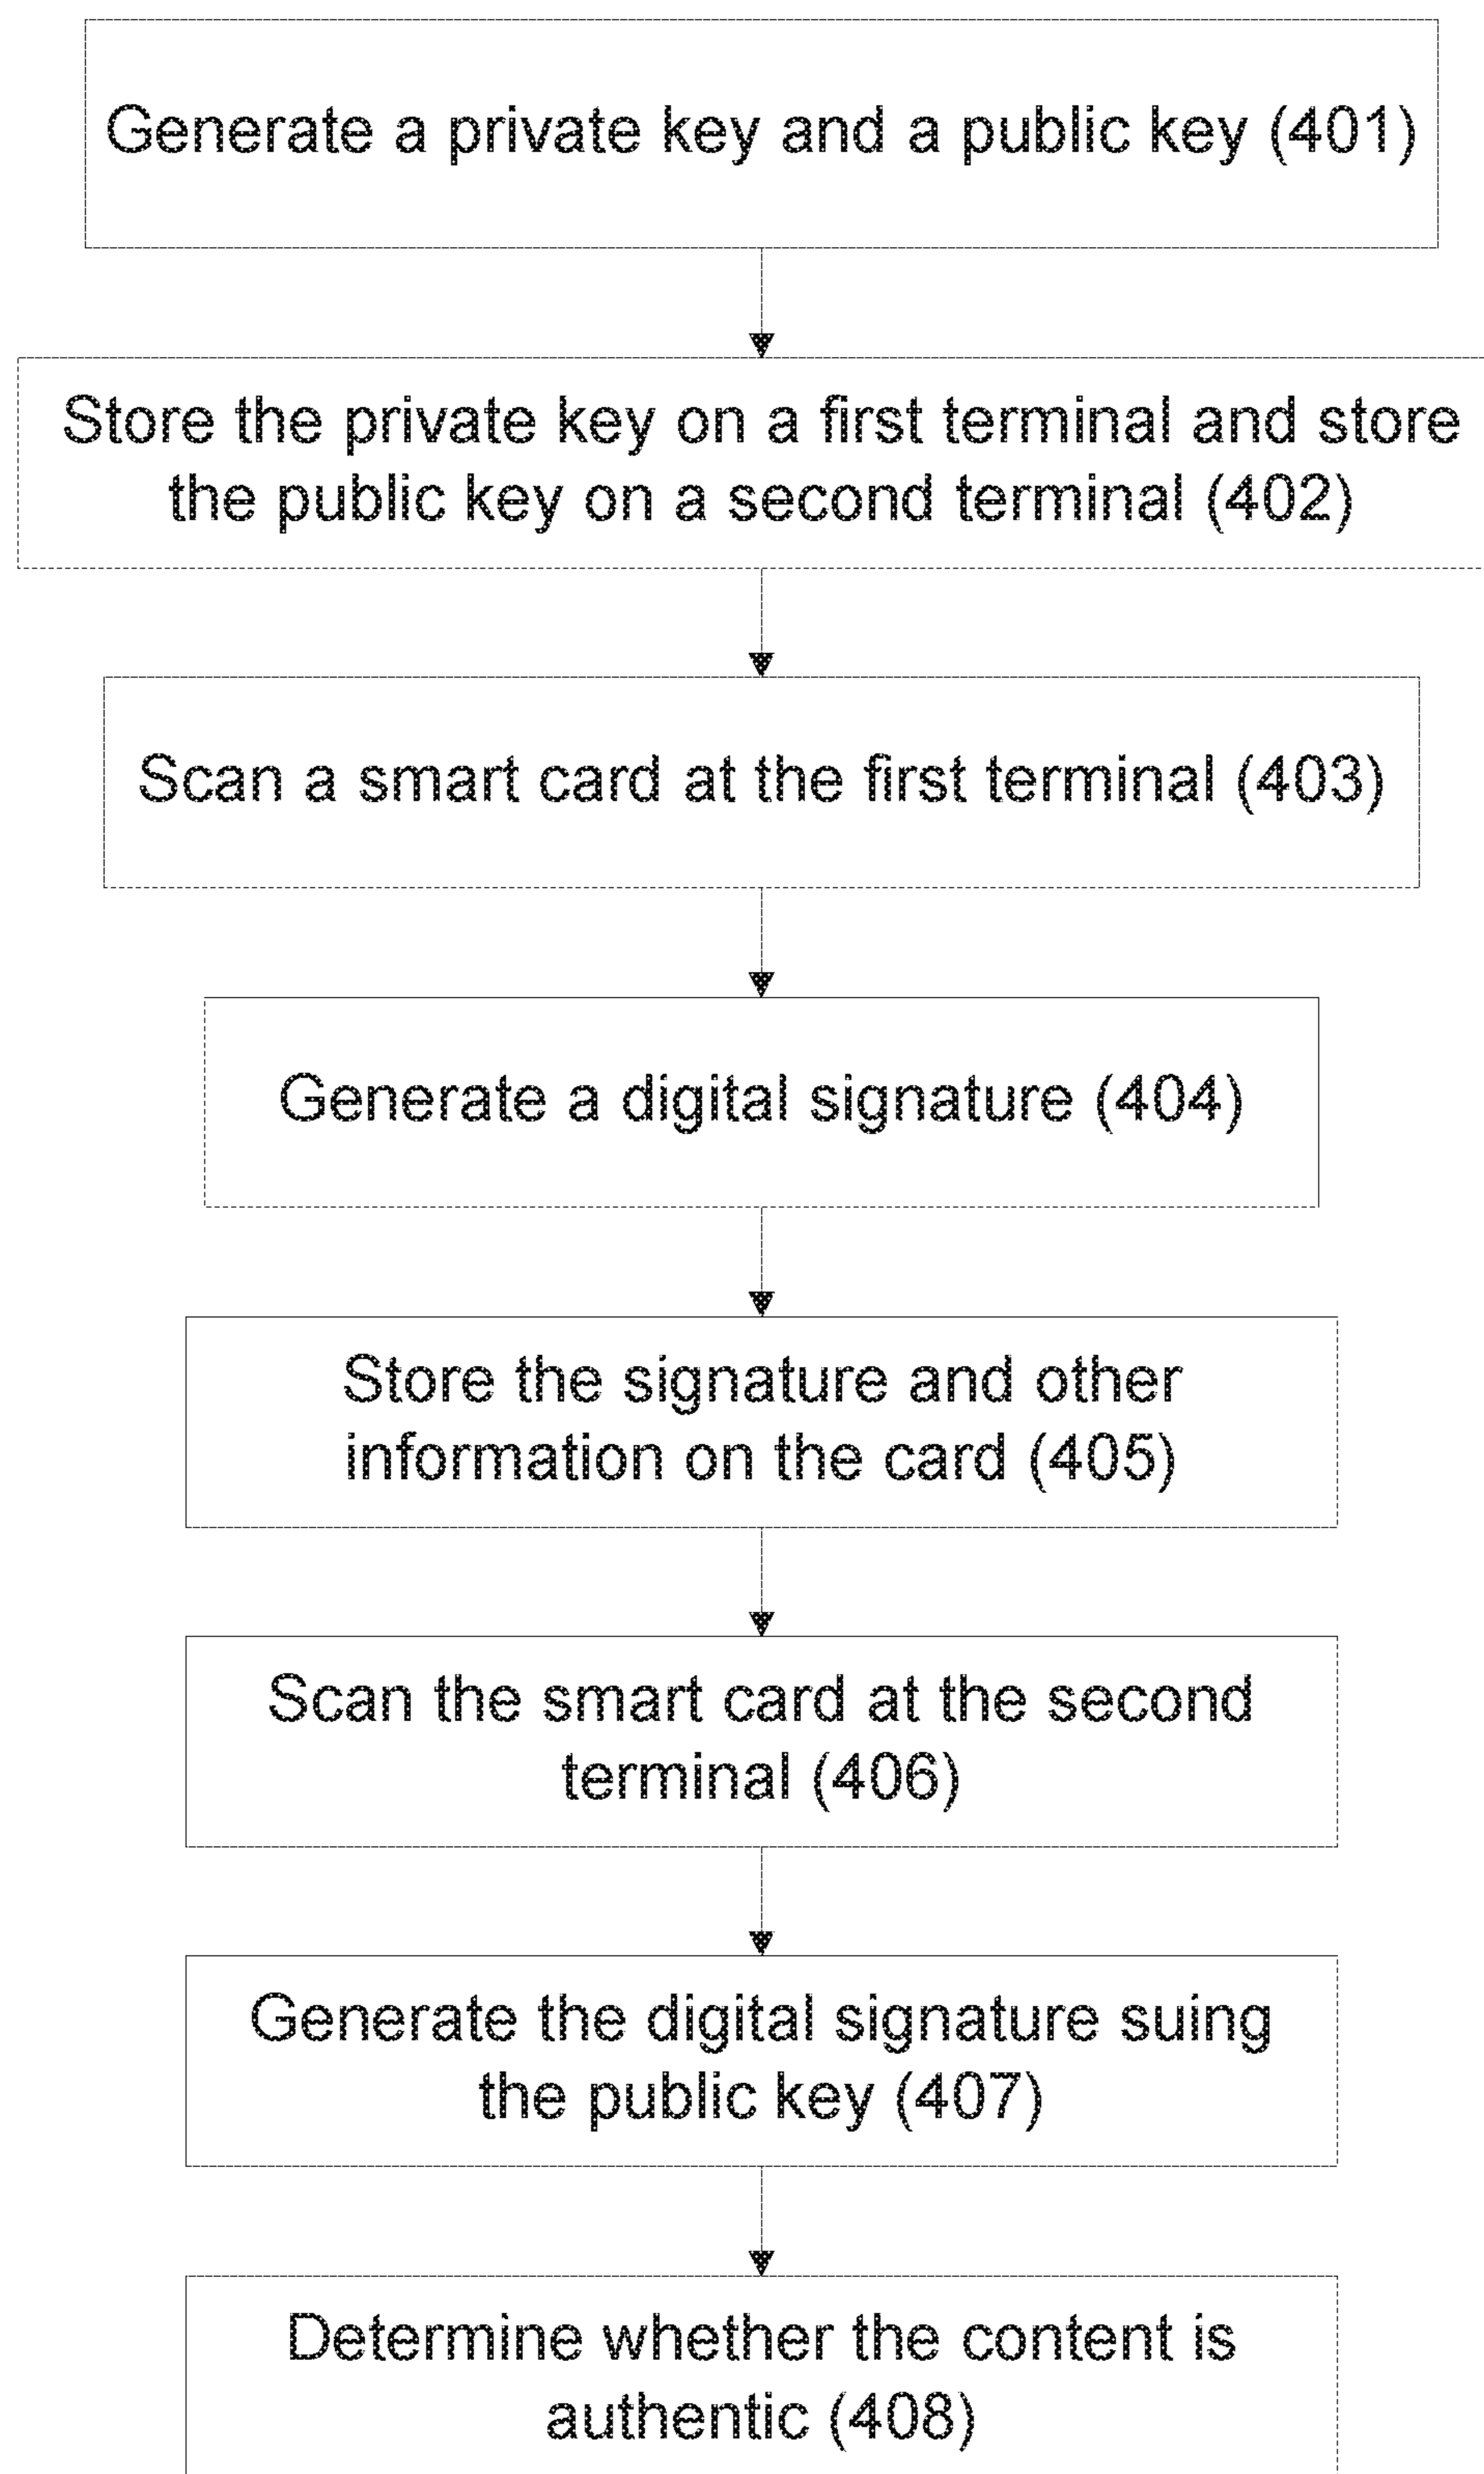 Generate a private key and a public key (401)
Store the private key on a first terminal and store
the public key on a second terminal (402)
Scan a smart card at the first terminal (403)
Generate a digital signature (404)
Store the signature and other
information on the card (405)
Scan the smart card at the second
terminal (406)
Generate the digital signature suing
the public key (407)
Determine whether the content is
authentic (408)